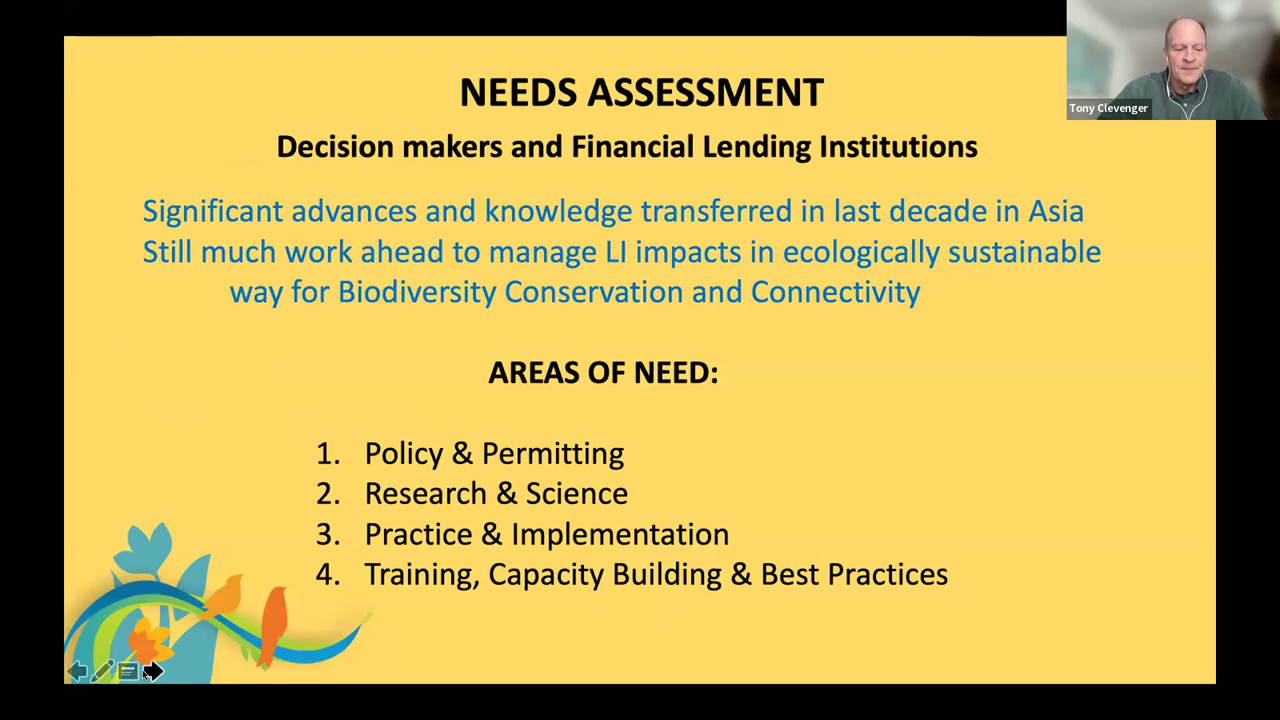 NEEDS ASSESSMENT
Decision makers and Financial Lending Institutions
Significant advances and knowledge transferred in last decade in Asia
Still much work ahead to manage LI impacts in ecologically sustainable
way for Biodiversity Conservation and Connectivity
AREAS OF NEED:
1. Policy & Permitting
2. Research & Science
3. Practice & Implementation
4. Training, Capacity Building & Best Practices
Tony Clevenger